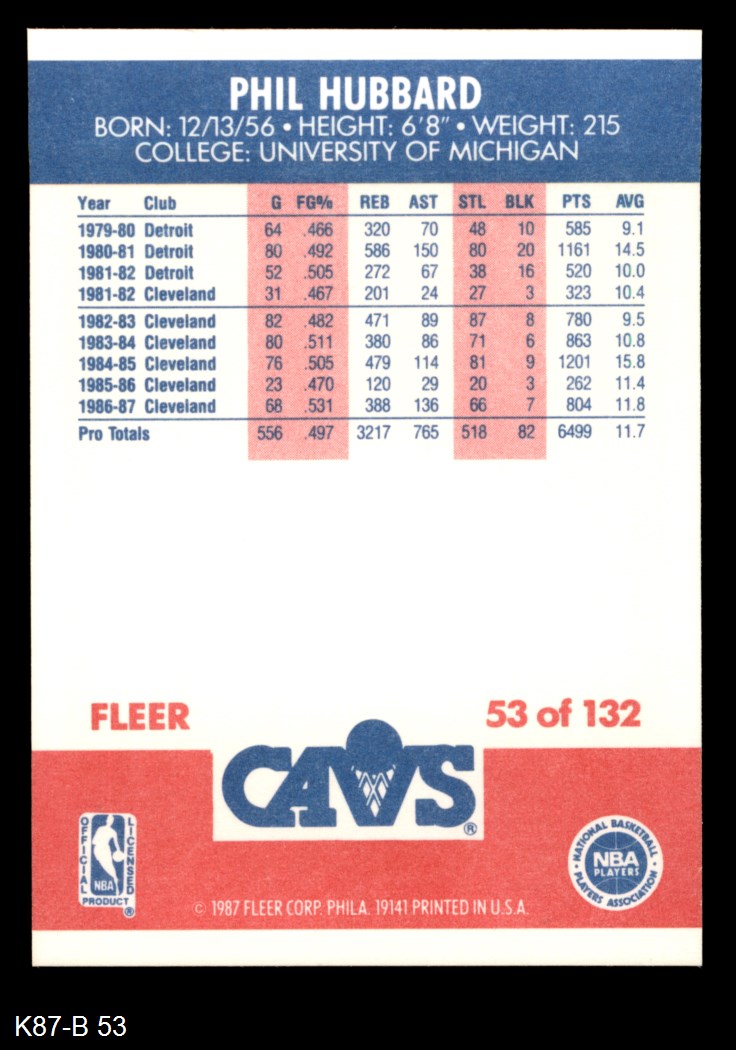 PHIL HUBBARD
BORN: 12/13/56 • HEIGHT: 6'8" • WEIGHT: 215
COLLEGE: UNIVERSITY OF MICHIGAN
Year Club G FG% REB AST STL BLK PTS AVG
1979-80 Detroit 64 .466 320 70 48 10 585 9.1
1980-81 Detroit 80 .492 586 150 80 20 1161 14.5
1981-82 Detroit 52 .505 272 67 38 16 520 10.0
1981-82 Cleveland 31 .467 201 24 27 3 323 10.4
1982-83 Cleveland 82 .482 471 89 87 8 780 9.5
1983-84 Cleveland 80 .511 380 86 71 6 863 10.8
1984-85 Cleveland 76 .505 479 114 81 9 1201 15.8
1985-86 Cleveland 23 .470 120 29 20 3 262 11.4
1986-87 Cleveland 68 .531 388 136 66 7 804 11.8
Pro Totals 556 .497 3217 765 518 82 6499 11.7
FLEER 53 of 132
CAVS ®
OFFICIAL LICENSED
NBA
PRODUCT ®
NATIONAL BASKETBALL
NBA
PLAYERS
PLAYERS ASSOCIATION
© 1987 FLEER CORP. PHILA. 19141 PRINTED IN U.S.A.
K87-B 53